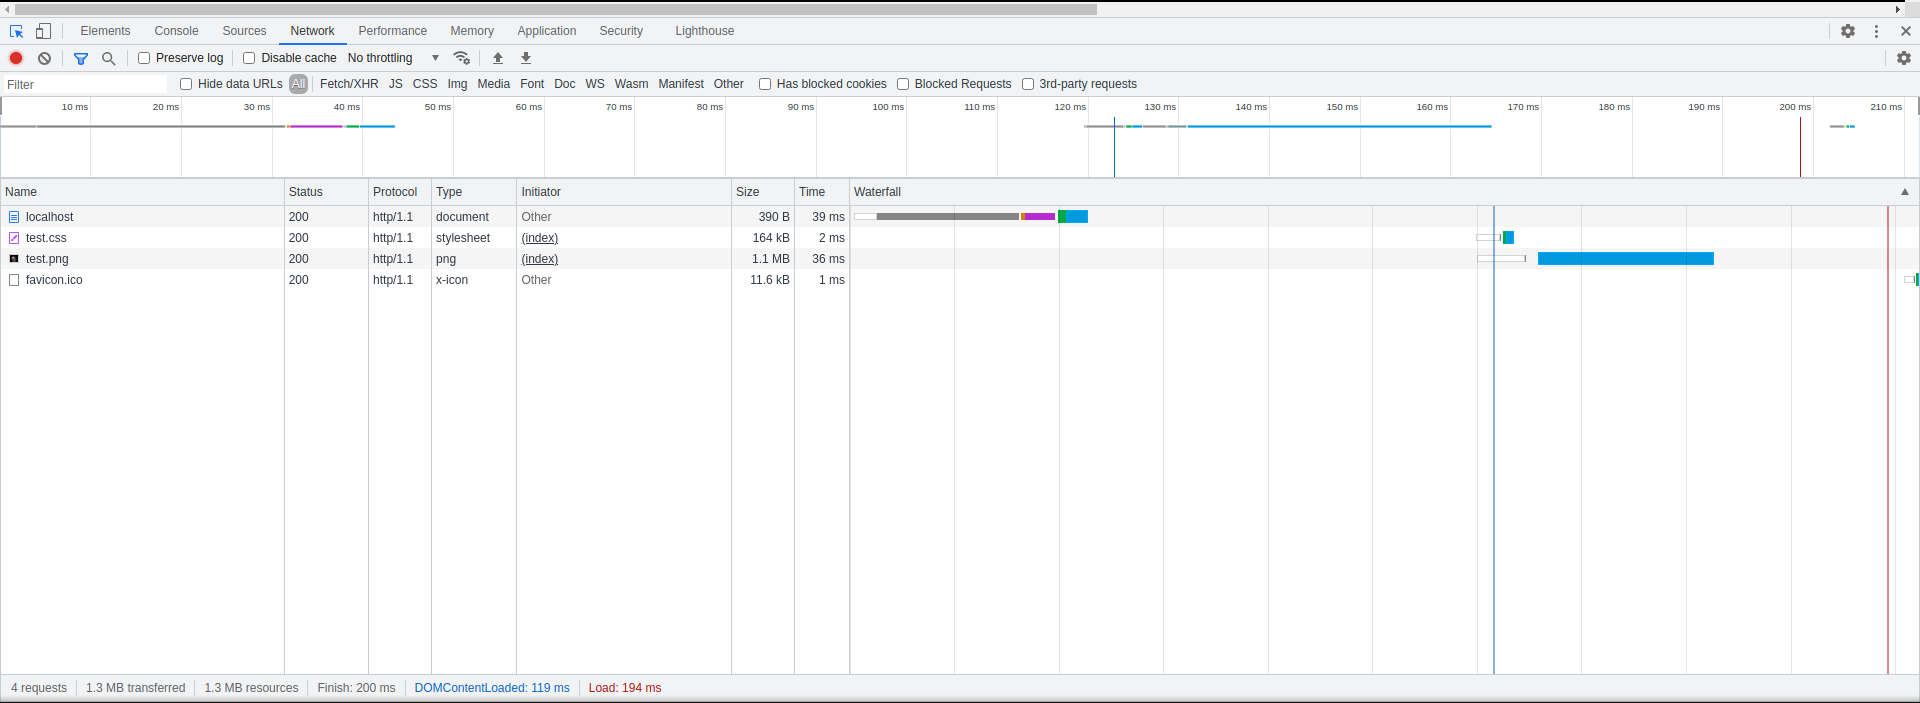 Elements Console Sources Network Performance Memory Application Security Lighthouse
Preserve log Disable cache No throttling
Filter Hide data URLs All Fetch/XHR JS CSS Img Media Font Doc WS Wasm Manifest Other Has blocked cookies Blocked Requests 3rd-party requests
10 ms 20 ms 30 ms 40 ms 50 ms 60 ms 70 ms 80 ms 90 ms 100 ms 110 ms 120 ms 130 ms 140 ms 150 ms 160 ms 170 ms 180 ms 190 ms 200 ms 210 ms
Name Status Protocol Type Initiator Size Time Waterfall
localhost 200 http/1.1 document Other 390 B 39 ms
test.css 200 http/1.1 stylesheet (index) 164 kB 2 ms
test.png 200 http/1.1 png (index) 1.1 MB 36 ms
favicon.ico 200 http/1.1 x-icon Other 11.6 kB 1 ms
4 requests 1.3 MB transferred 1.3 MB resources Finish: 200 ms DOMContentLoaded: 119 ms Load: 194 ms